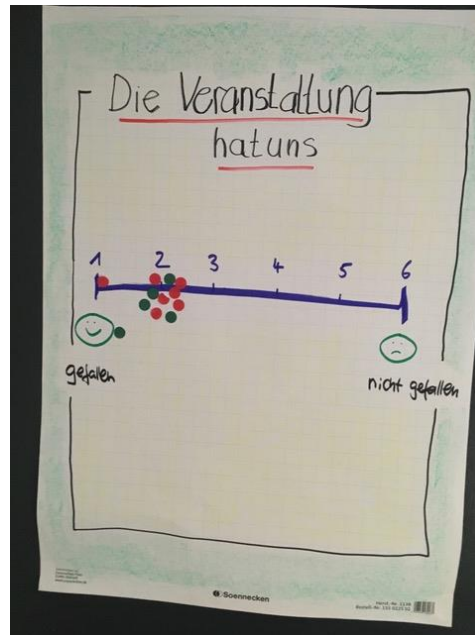 Die Veranstaltung
hat uns
1 2 3 4 5 6
gefallen
nicht gefallen
Soennecken